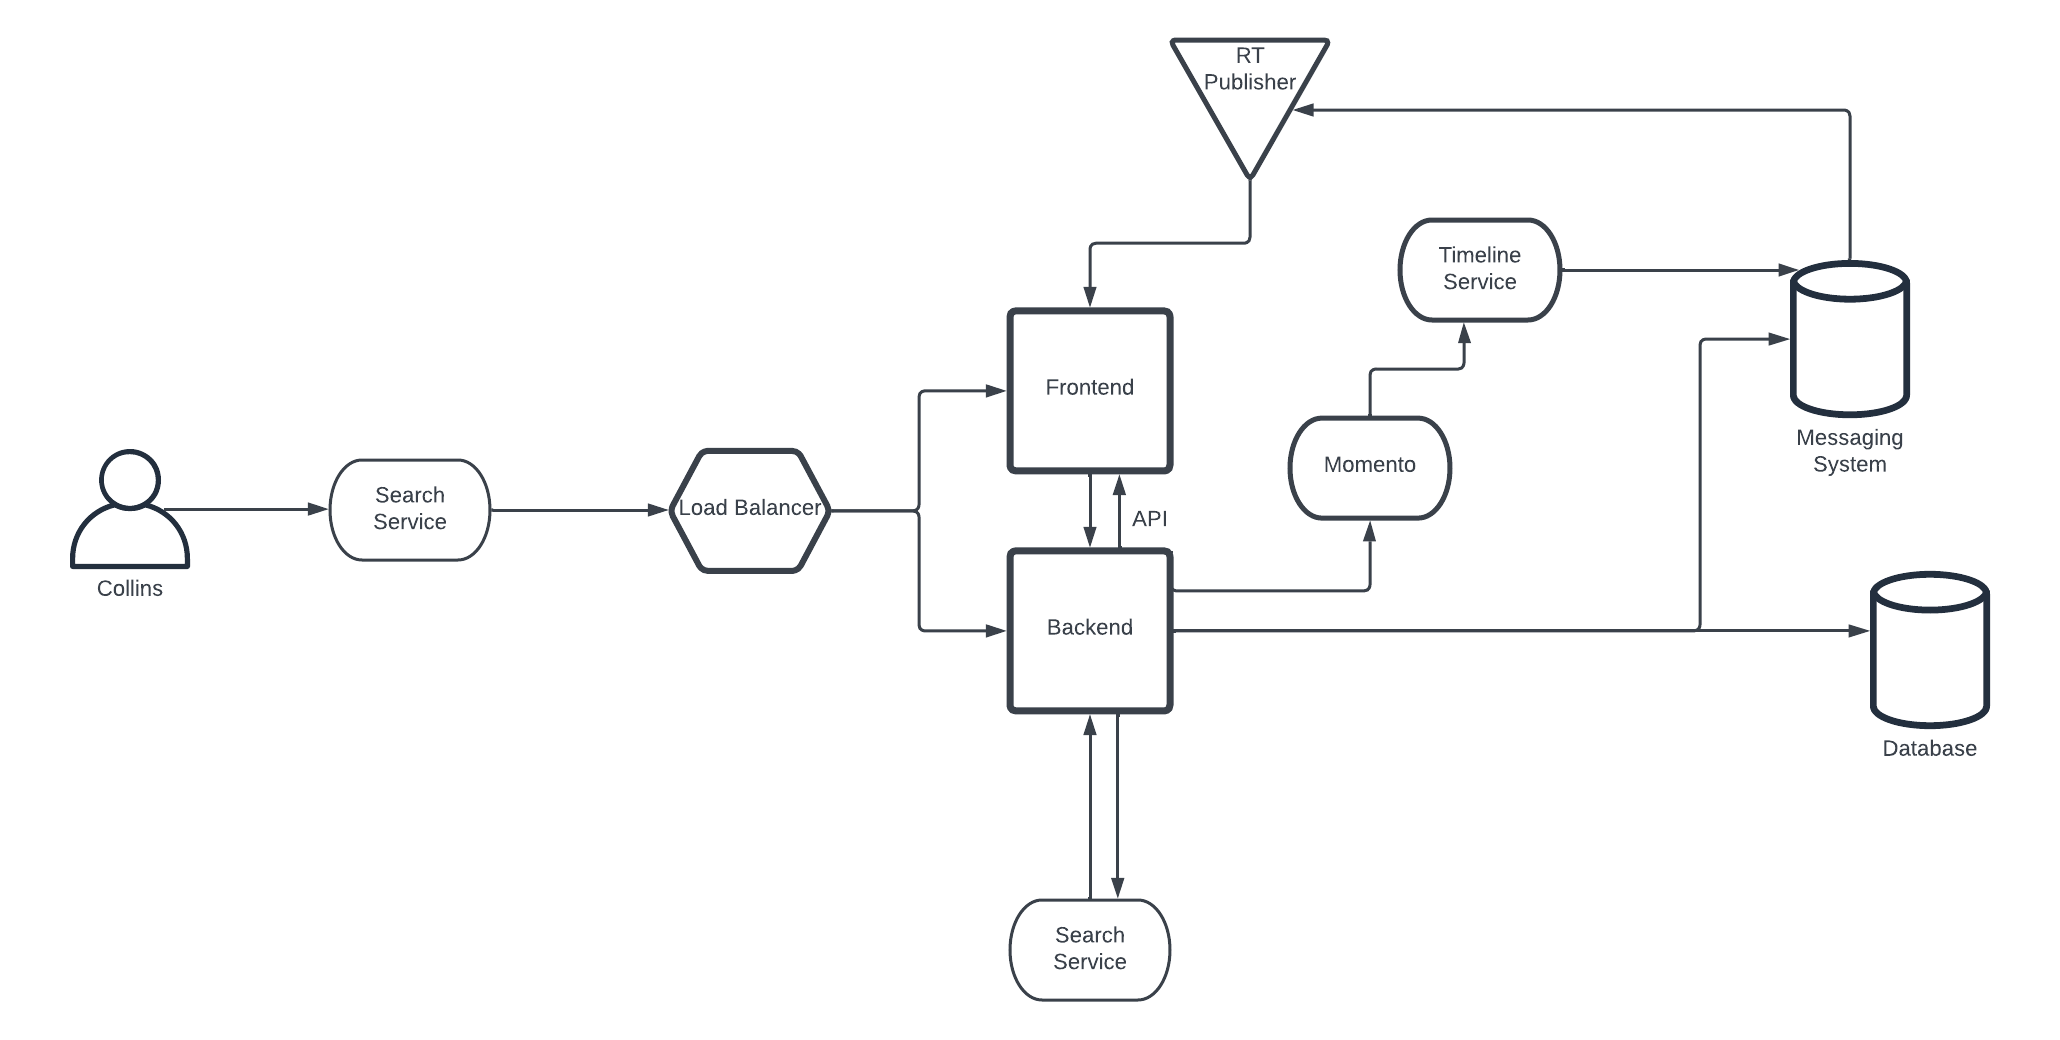 RT
Publisher
Timeline
Service
Frontend
Messaging
System
Momento
Search
Service
Load Balancer
API
Collins
Backend
Database
Search
Service